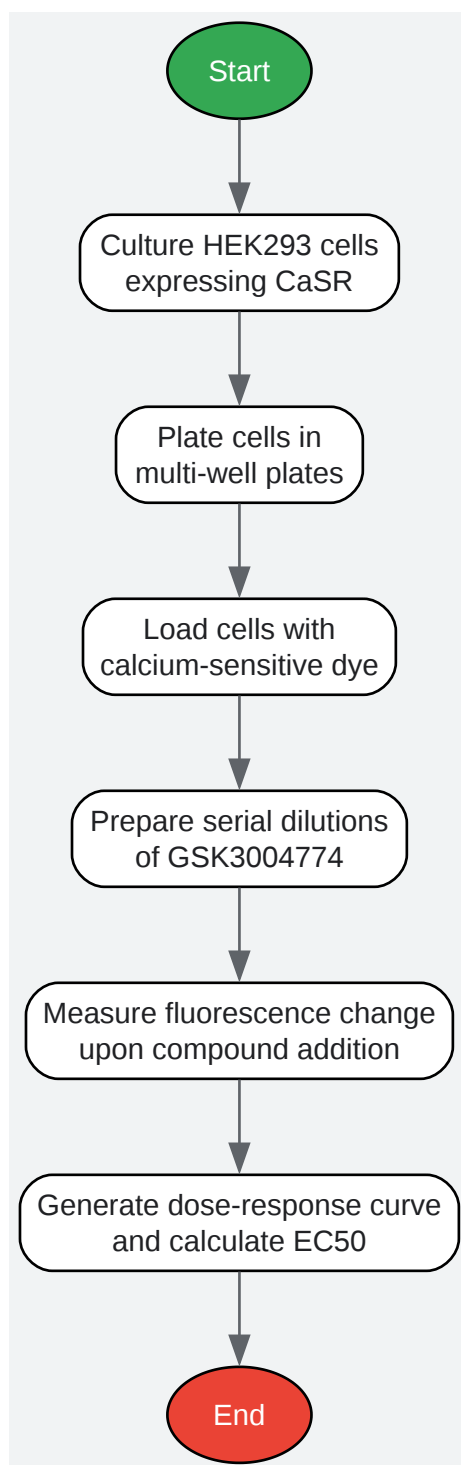 Start
Culture HEK293 cells
expressing CaSR
Plate cells in
multi-well plates
Load cells with
calcium-sensitive dye
Prepare serial dilutions
of GSK3004774
Measure fluorescence change
upon compound addition
Generate dose-response curve
and calculate EC50
End